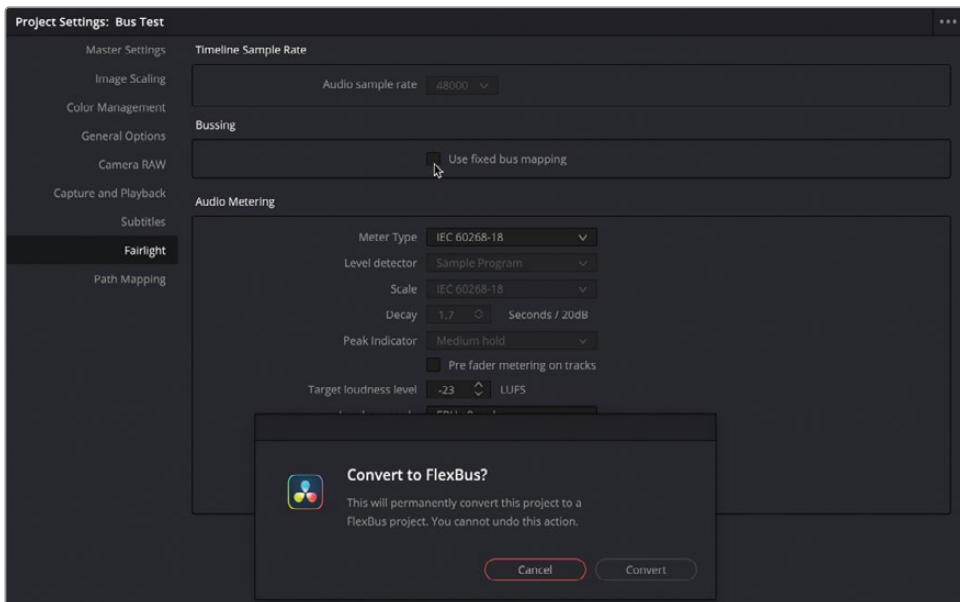 Project Settings: Bus Test
Master Settings
Image Scaling
Color Management
General Options
Camera RAW
Capture and Playback
Subtitles
Fairlight
Path Mapping
Timeline Sample Rate
Audio sample rate 48000
Bussing
Use fixed bus mapping
Audio Metering
Meter Type IEC 60268-18
Level detector Sample Program
Scale IEC 60268-18
Decay 1.7 Seconds / 20dB
Peak Indicator Medium hold
Pre fader metering on tracks
Target loudness level -23 LUFS
Convert to FlexBus?
This will permanently convert this project to a
FlexBus project. You cannot undo this action.
Cancel Convert